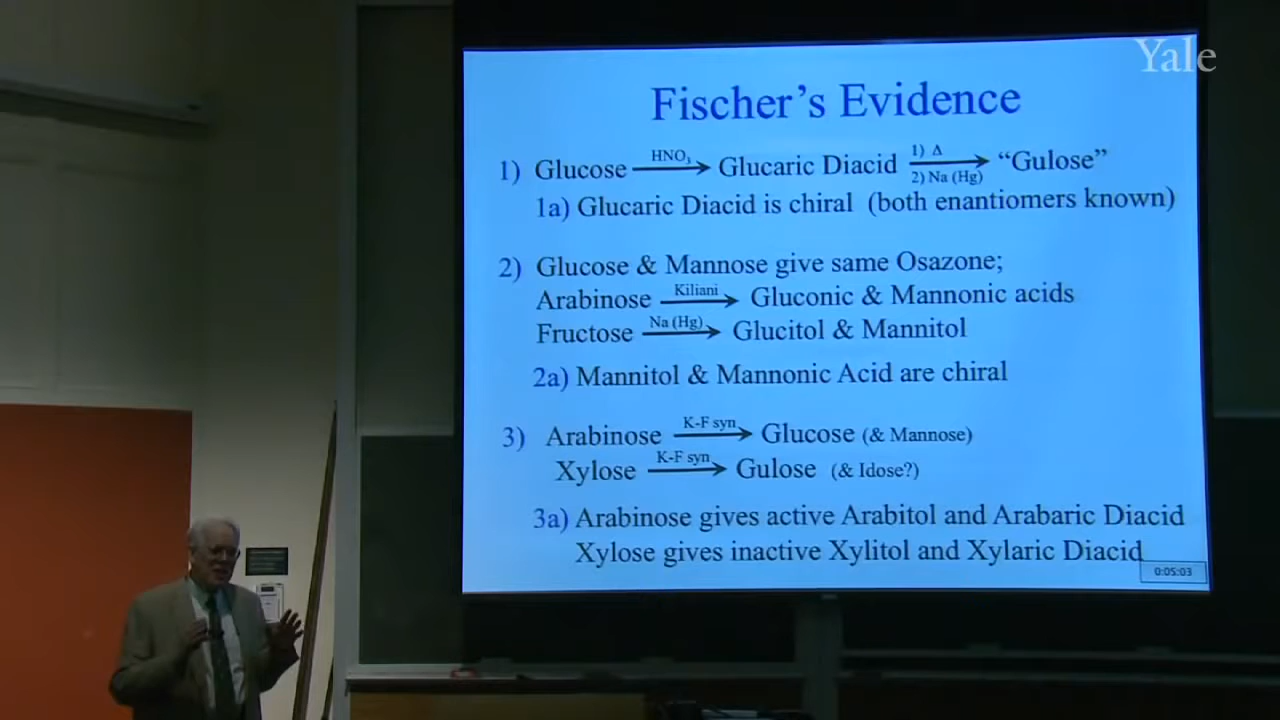 Yale
Fischer's Evidence
1) Glucose HNO3 Glucaric Diacid 1) Δ 2) Na (Hg) "Gulose"
1a) Glucaric Diacid is chiral (both enantiomers known)
2) Glucose & Mannose give same Osazone;
Arabinose Kiliani Gluconic & Mannonic acids
Fructose Na (Hg) Glucitol & Mannitol
2a) Mannitol & Mannonic Acid are chiral
3) Arabinose K-F syn Glucose (& Mannose)
Xylose K-F syn Gulose (& Idose?)
3a) Arabinose gives active Arabitol and Arabaric Diacid
Xylose gives inactive Xylitol and Xylaric Diacid
0:05:03